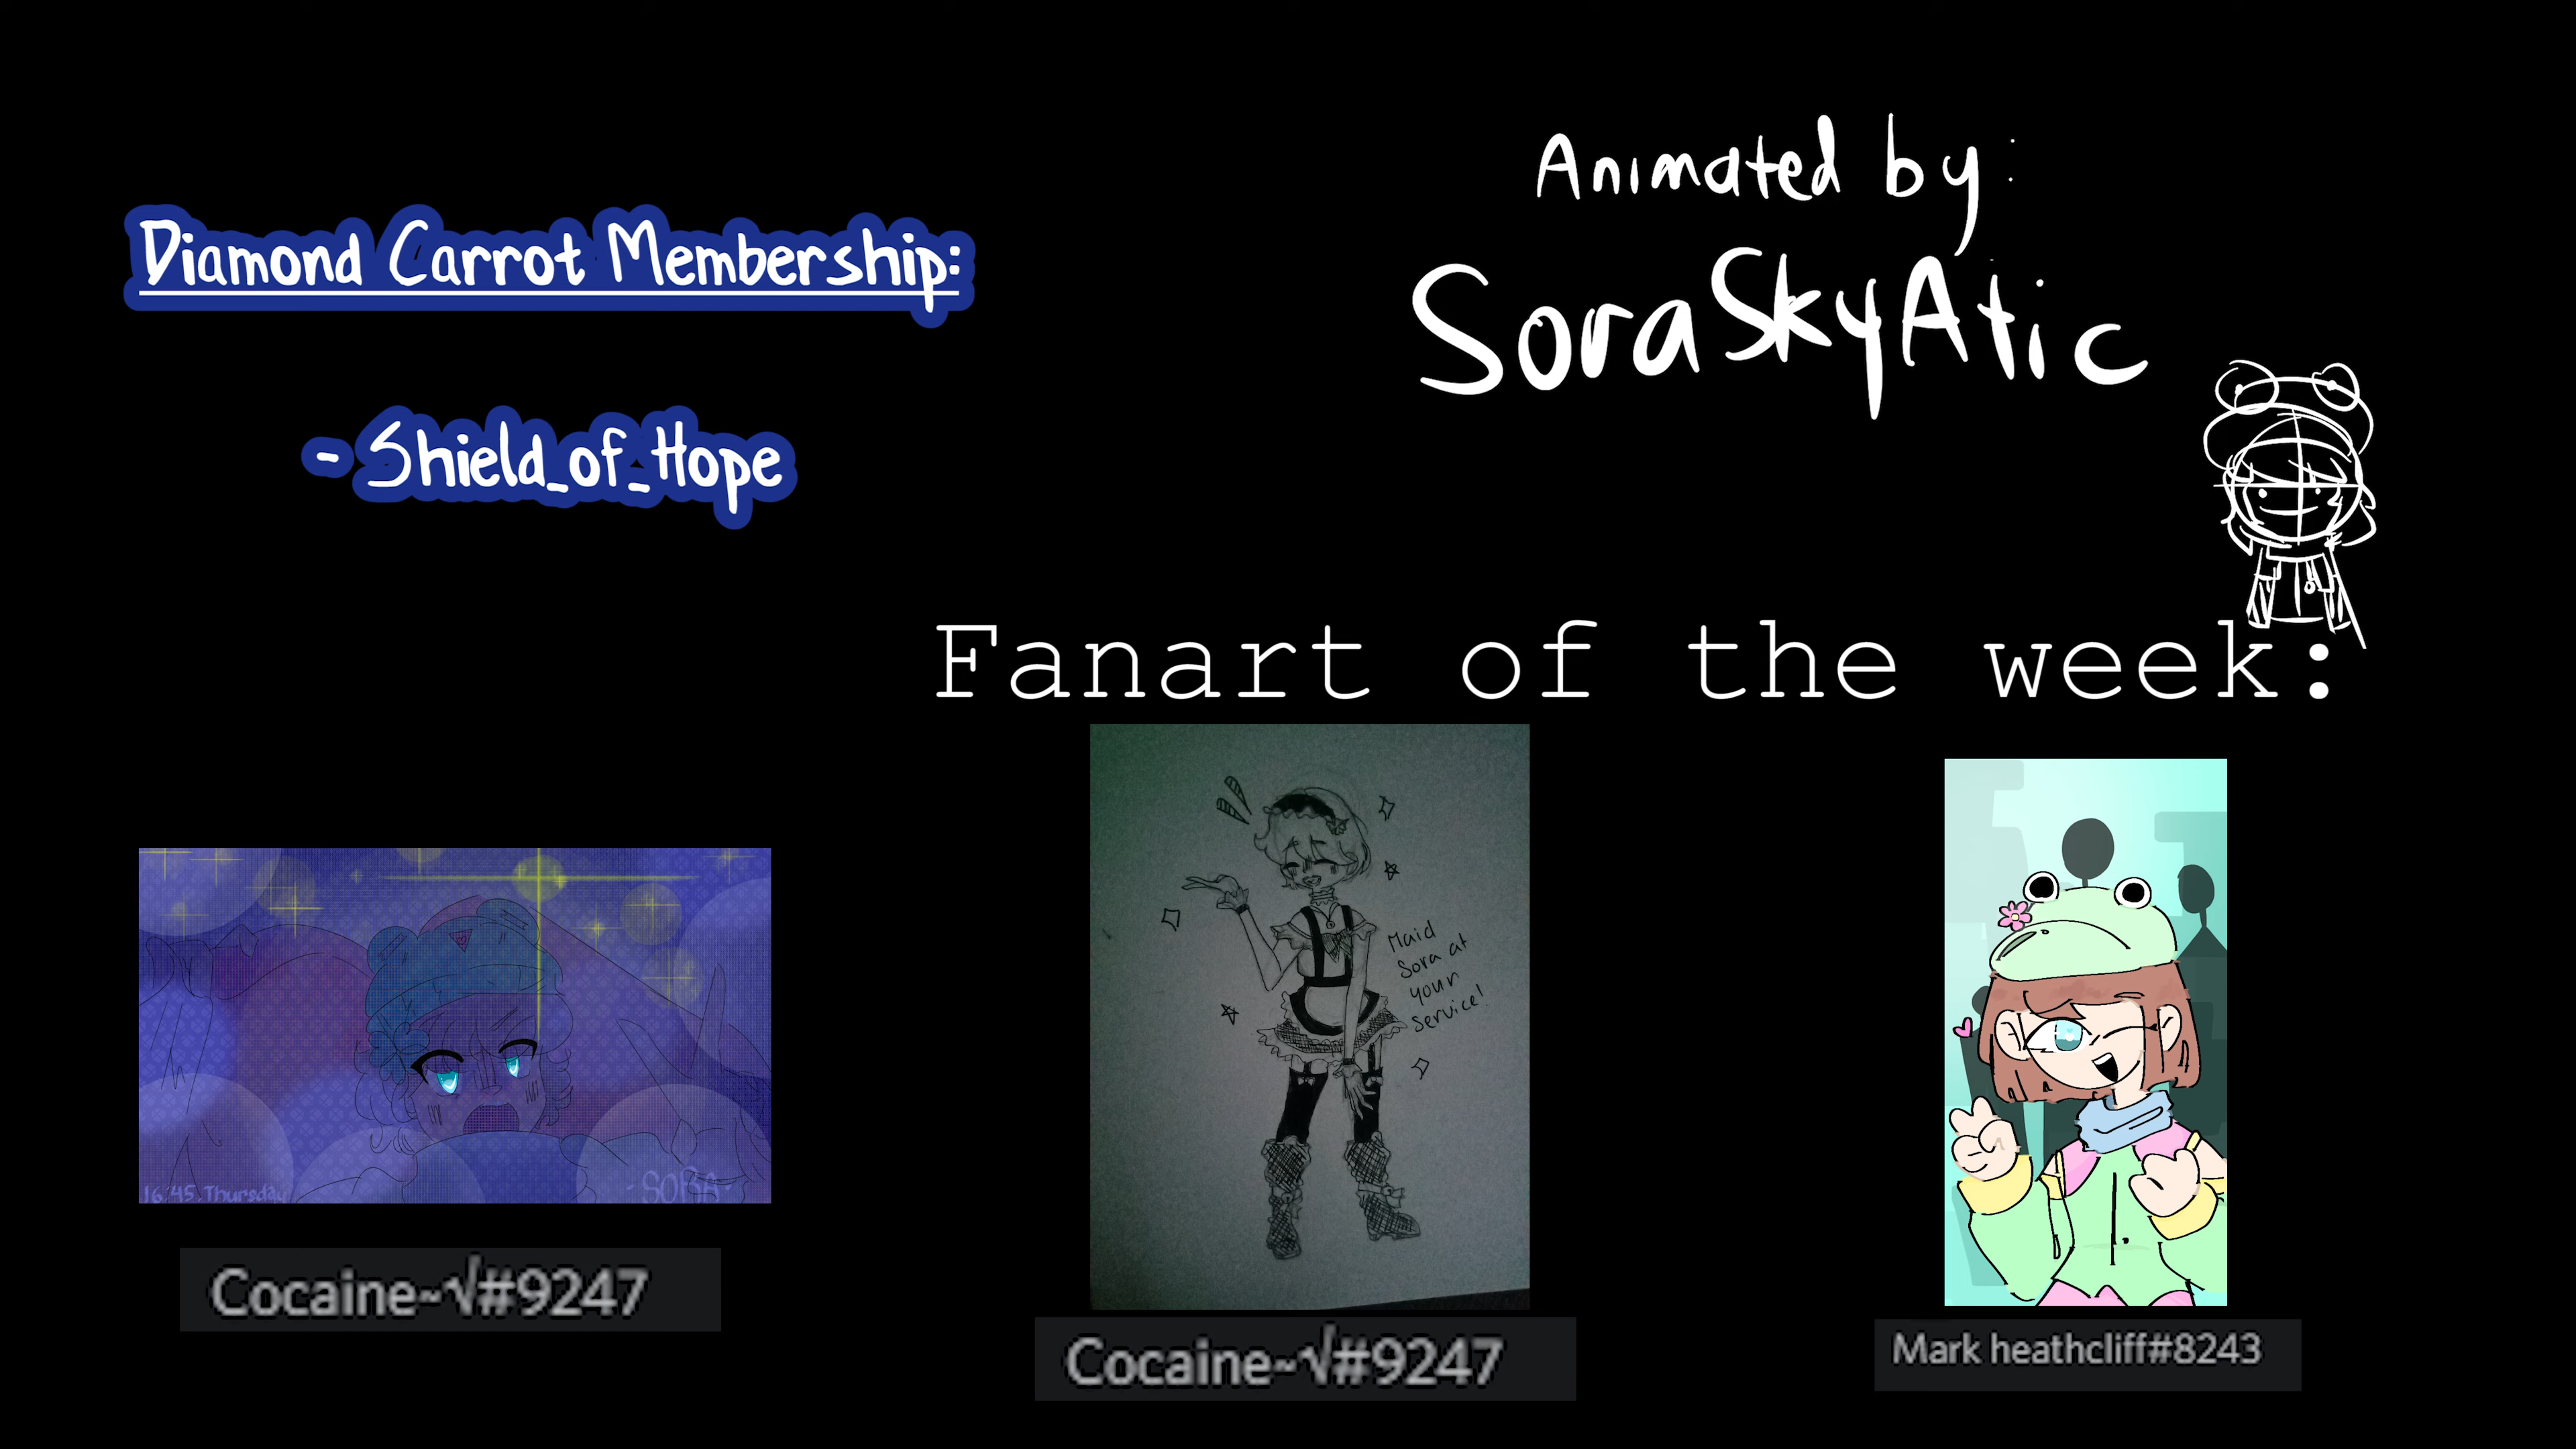 Diamond Carrot Membership:
- Shield_of_Hope
Animated by:
SoraSkyAtic
Fanart of the week:
16:45. Thursday
- SORA -
Cocaine~√#9247
Maid
Sora at
your
service!
Cocaine~√#9247
Mark heathcliff#8243